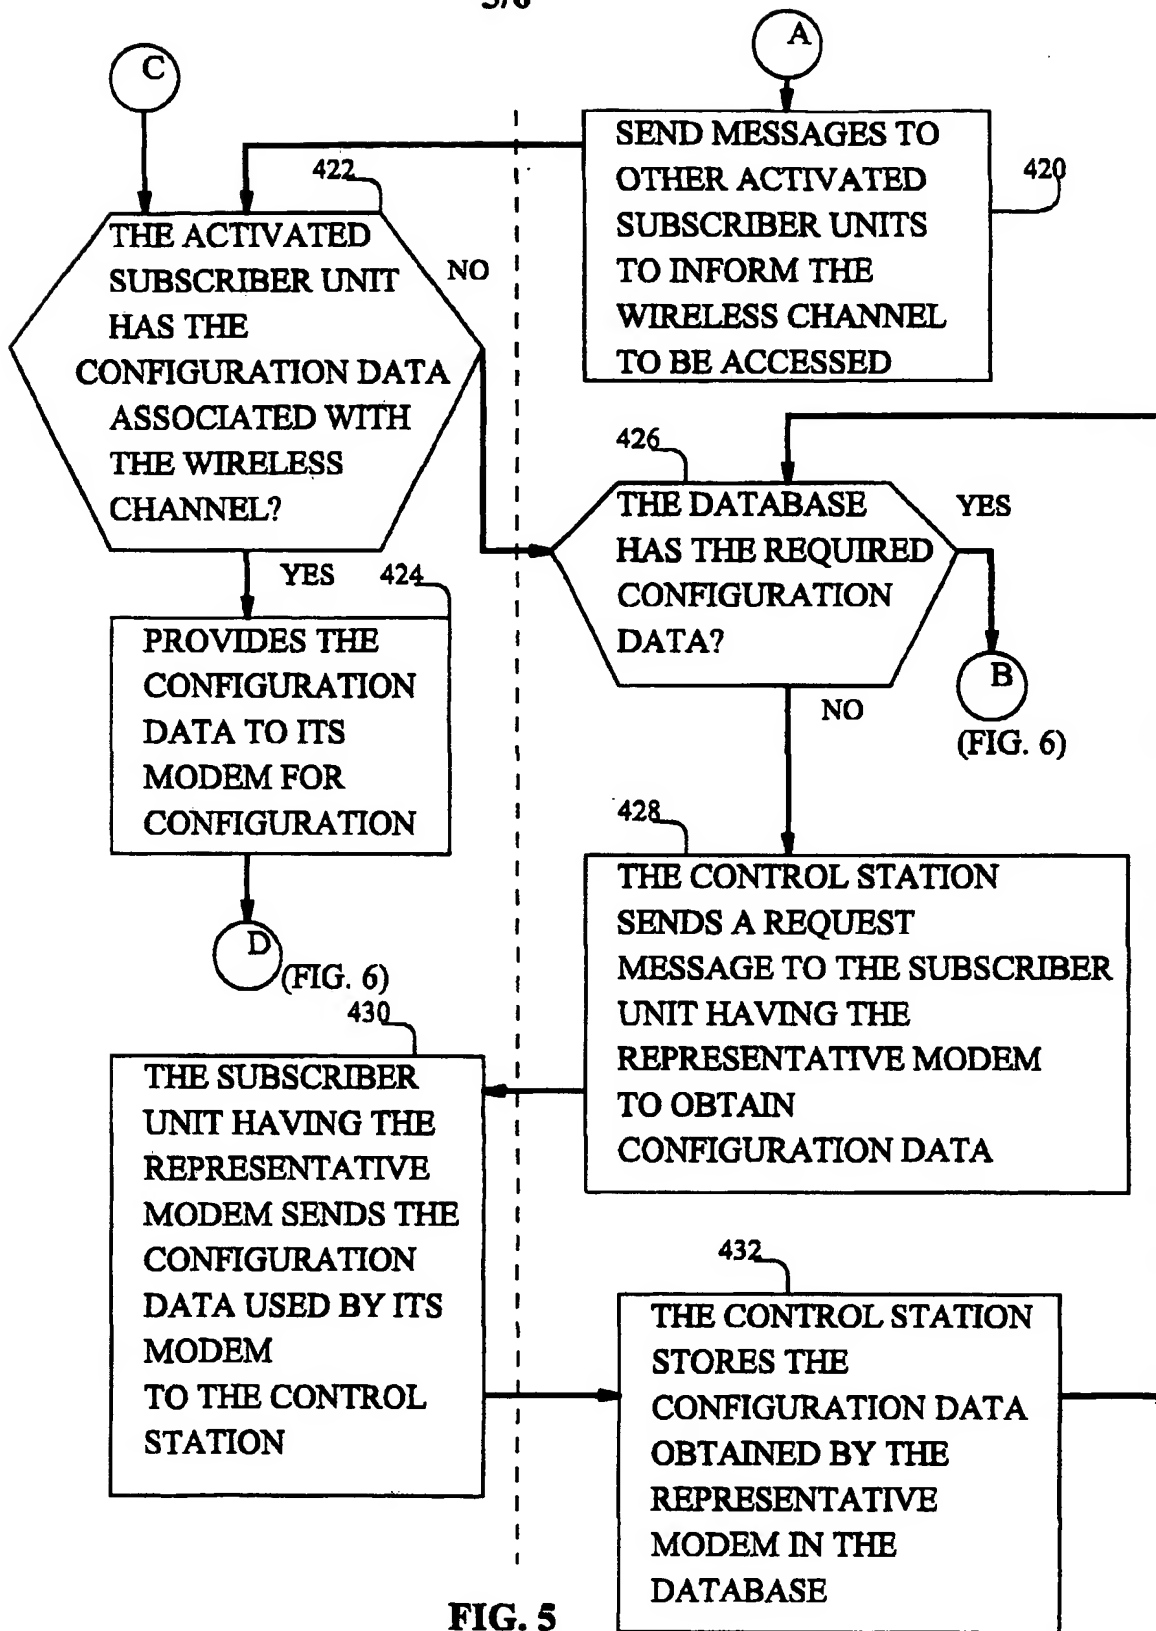 C
A
SEND MESSAGES TO
OTHER ACTIVATED
SUBSCRIBER UNITS
TO INFORM THE
WIRELESS CHANNEL
TO BE ACCESSED
420
422
THE ACTIVATED
SUBSCRIBER UNIT
HAS THE
CONFIGURATION DATA
ASSOCIATED WITH
THE WIRELESS
CHANNEL?
NO
YES
426
THE DATABASE
HAS THE REQUIRED
CONFIGURATION
DATA?
YES
B
(FIG. 6)
NO
424
PROVIDES THE
CONFIGURATION
DATA TO ITS
MODEM FOR
CONFIGURATION
D
(FIG. 6)
428
THE CONTROL STATION
SENDS A REQUEST
MESSAGE TO THE SUBSCRIBER
UNIT HAVING THE
REPRESENTATIVE MODEM
TO OBTAIN
CONFIGURATION DATA
430
THE SUBSCRIBER
UNIT HAVING THE
REPRESENTATIVE
MODEM SENDS THE
CONFIGURATION
DATA USED BY ITS
MODEM
TO THE CONTROL
STATION
432
THE CONTROL STATION
STORES THE
CONFIGURATION DATA
OBTAINED BY THE
REPRESENTATIVE
MODEM IN THE
DATABASE
FIG. 5